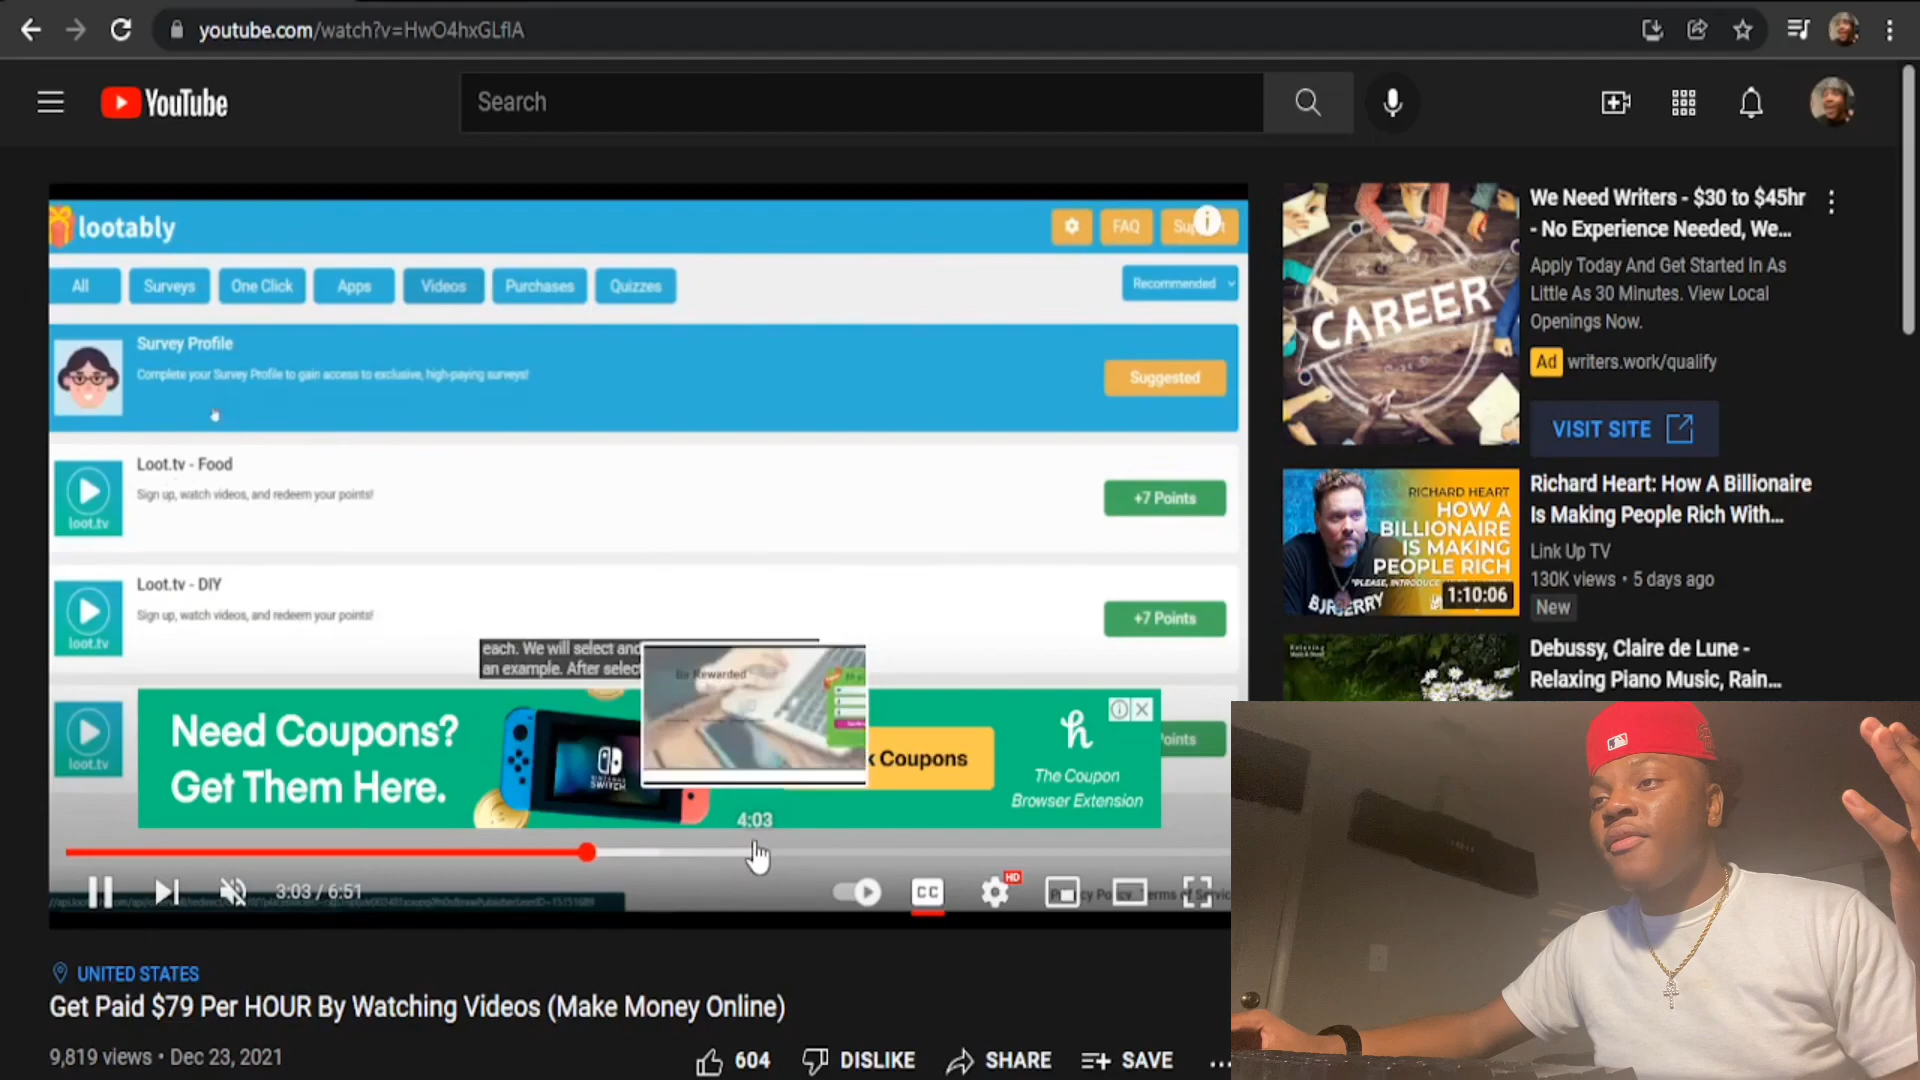 youtube.com/watch?v=HwO4hxGLflA
YouTube
Search
lootably
FAQ
All
Surveys
One Click
Apps
Videos
Purchases
Quizzes
Recommended
Survey Profile
Complete your Survey Profile to gain access to exclusive, high-paying surveys!
Suggested
Loot.tv - Food
Sign up, watch videos, and redeem your points!
+7 Points
loot.tv
Loot.tv - DIY
Sign up, watch videos, and redeem your points!
+7 Points
loot.tv
each. We will select and
an example. After select
Be Rewarded
loot.tv
Need Coupons?
Get Them Here.
NINTENDO
SWITCH
Coupons
h
The Coupon
Browser Extension
4:03
3:03 / 6:51
CC
HD
UNITED STATES
Get Paid $79 Per HOUR By Watching Videos (Make Money Online)
9,819 views • Dec 23, 2021
604
DISLIKE
SHARE
SAVE
...
CAREER
We Need Writers - $30 to $45hr
- No Experience Needed, We...
Apply Today And Get Started In As
Little As 30 Minutes. View Local
Openings Now.
Ad writers.work/qualify
VISIT SITE
RICHARD HEART
HOW A
BILLIONAIRE
IS MAKING
PEOPLE RICH
1:10:06
Richard Heart: How A Billionaire
Is Making People Rich With...
Link Up TV
130K views • 5 days ago
New
Debussy, Claire de Lune -
Relaxing Piano Music, Rain...